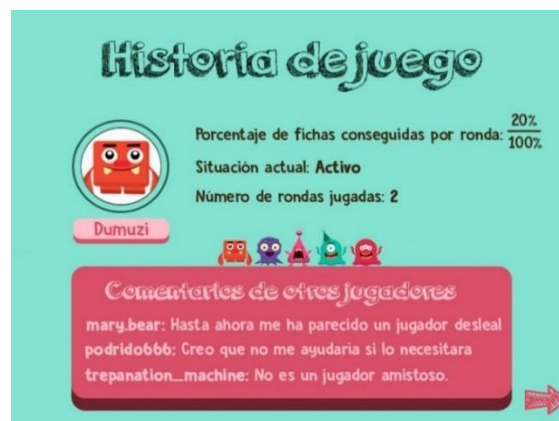 Historia de juego
Porcentaje de fichas conseguidas por ronda: 20%
100%
Situación actual: Activo
Número de rondas jugadas: 2
Dumuzi
Comentarios de otros jugadores
mary.bear: Hasta ahora me ha parecido un jugador desleal
podrido666: Creo que no me ayudaria si lo necesitara
trepanation_machine: No es un jugador amistoso.